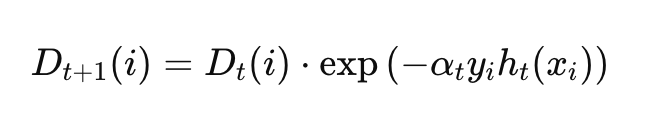 D_{t+1}(i) = D_t(i) · exp (−α_t y_i h_t(x_i))